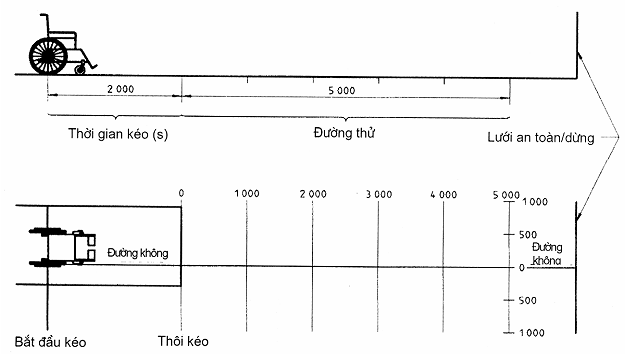 2 000
5 000
Thời gian kéo (s)
Đường thử
Lưới an toàn/dừng
0
1 000
2 000
3 000
4 000
5 000
1 000
500
Đường không
Đường
khôna
0
500
1 000
Bắt đầu kéo
Thôi kéo